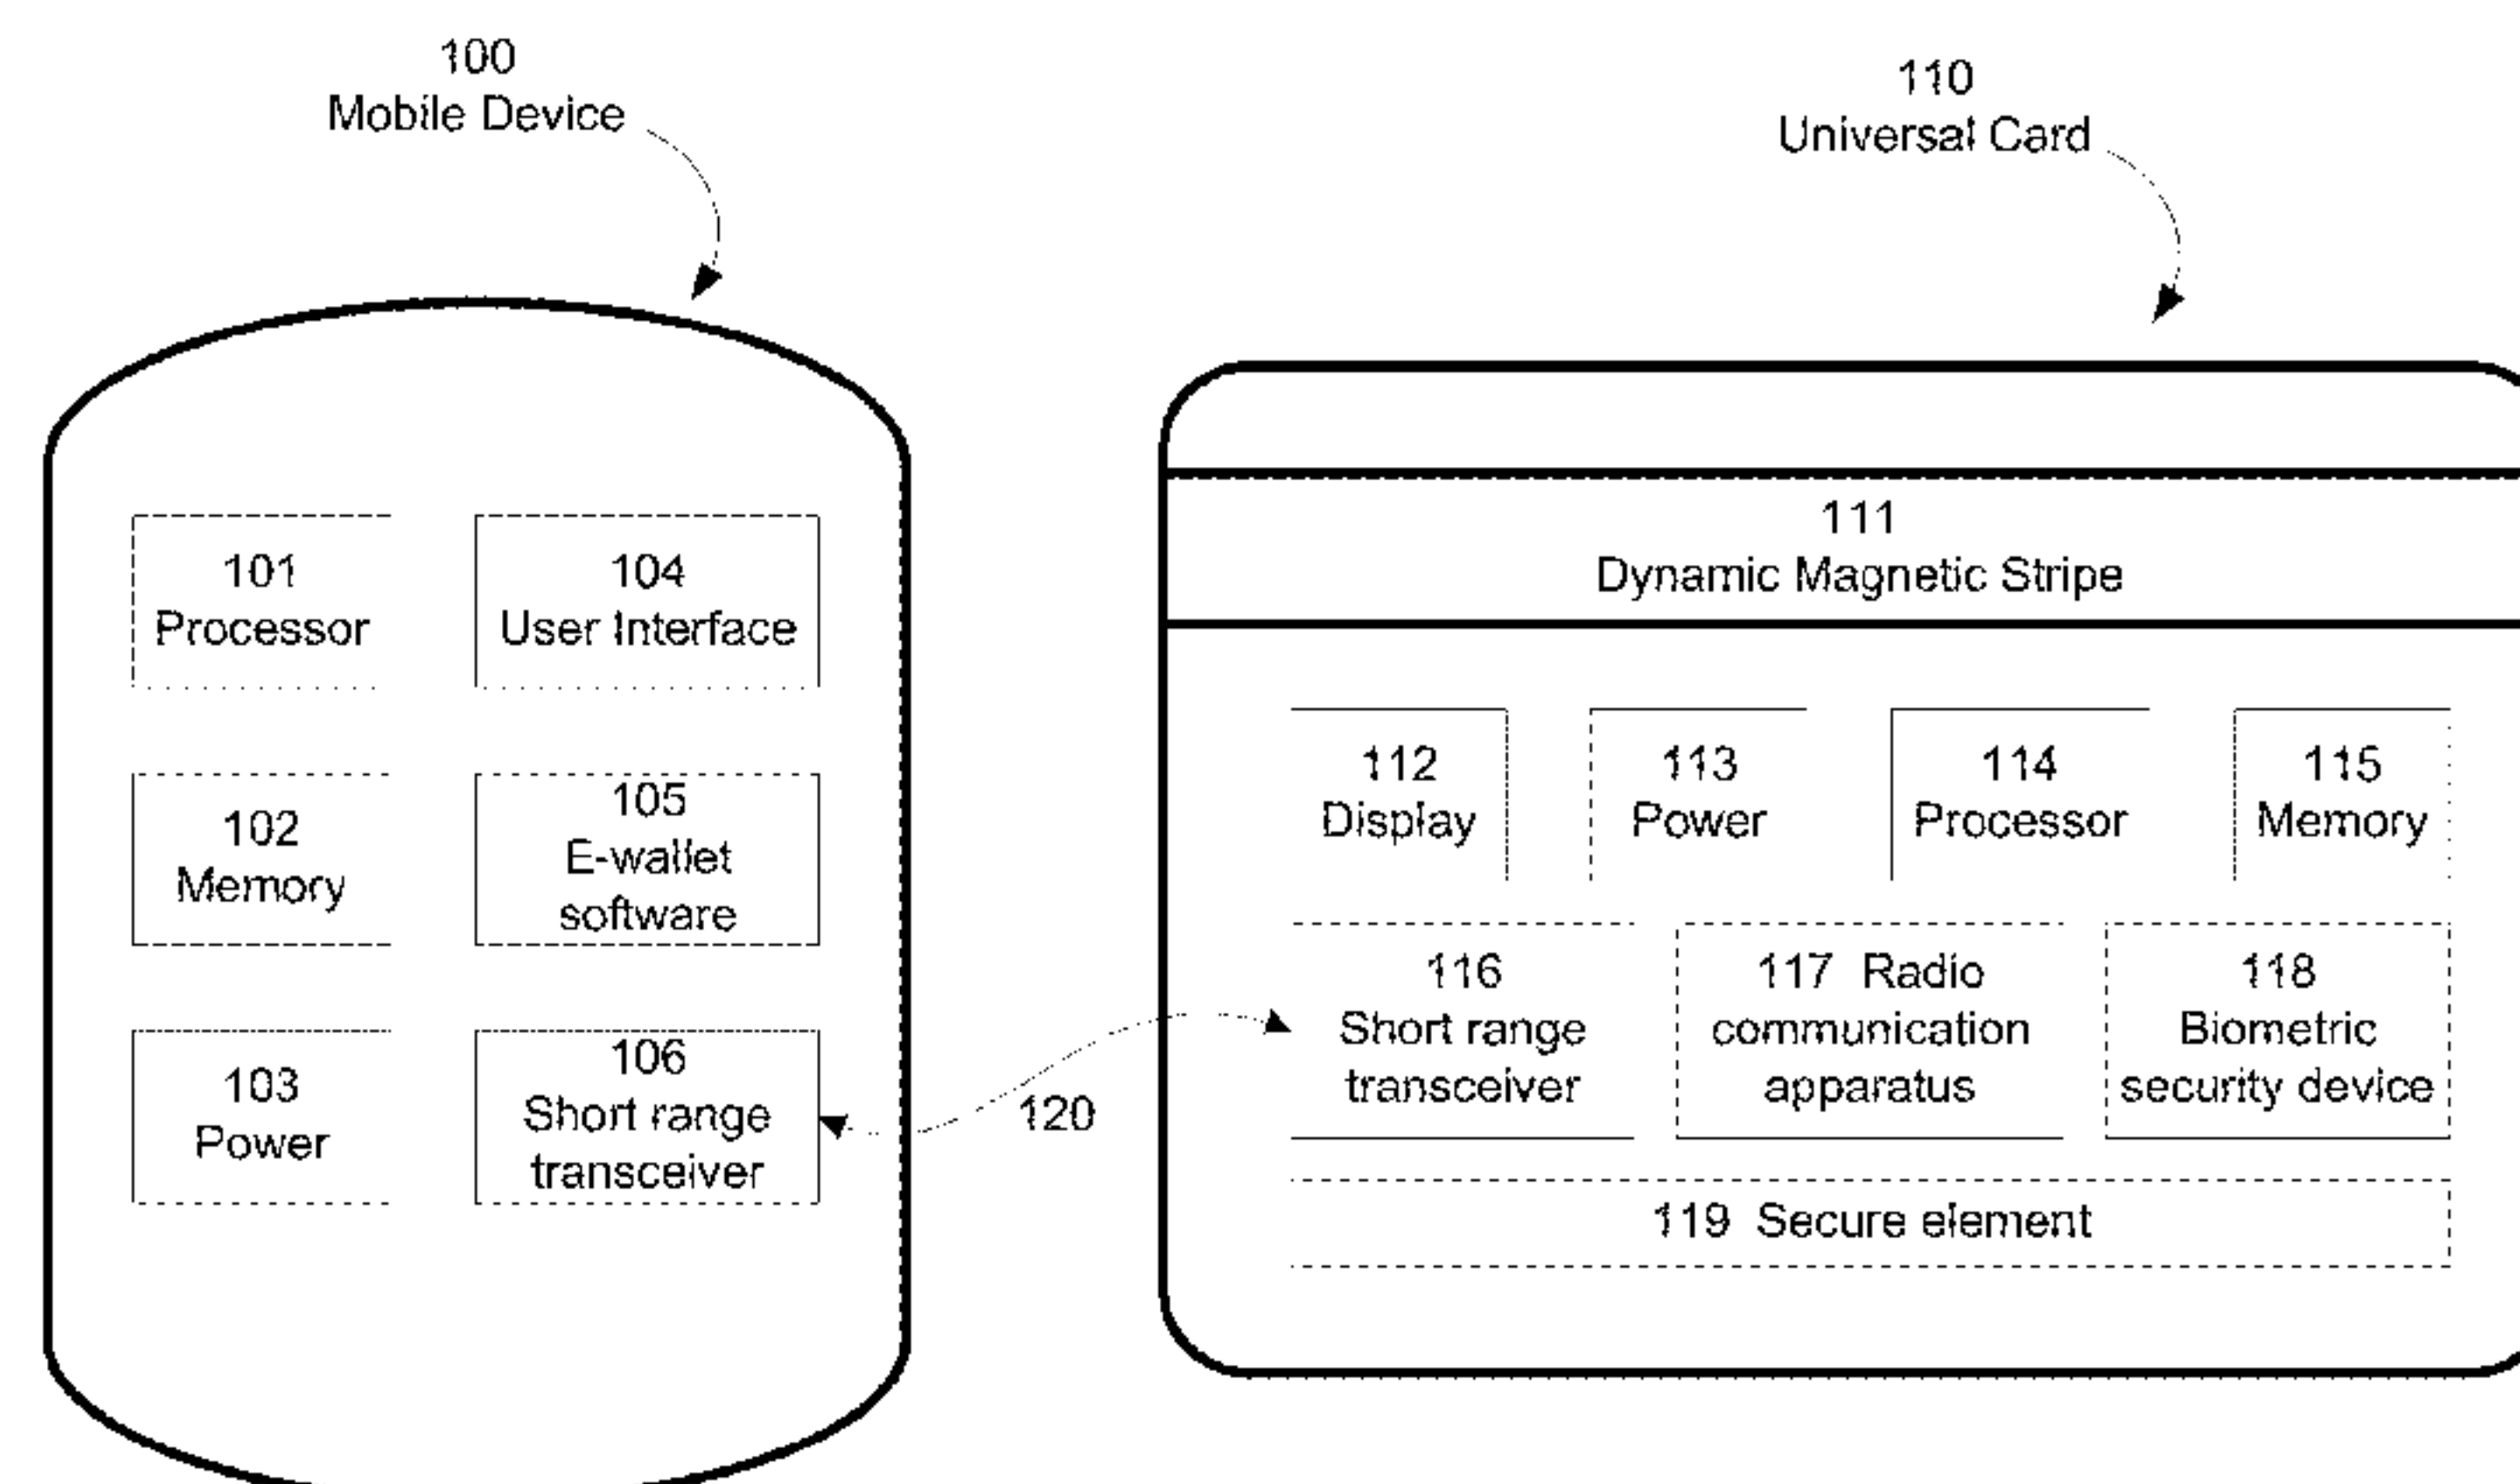 100
Mobile Device
110
Universal Card
101
Processor
104
User Interface
102
Memory
105
E-wallet
software
103
Power
106
Short range
transceiver
120
111
Dynamic Magnetic Stripe
112
Display
113
Power
114
Processor
115
Memory
116
Short range
transceiver
117 Radio
communication
apparatus
118
Biometric
security device
119 Secure element